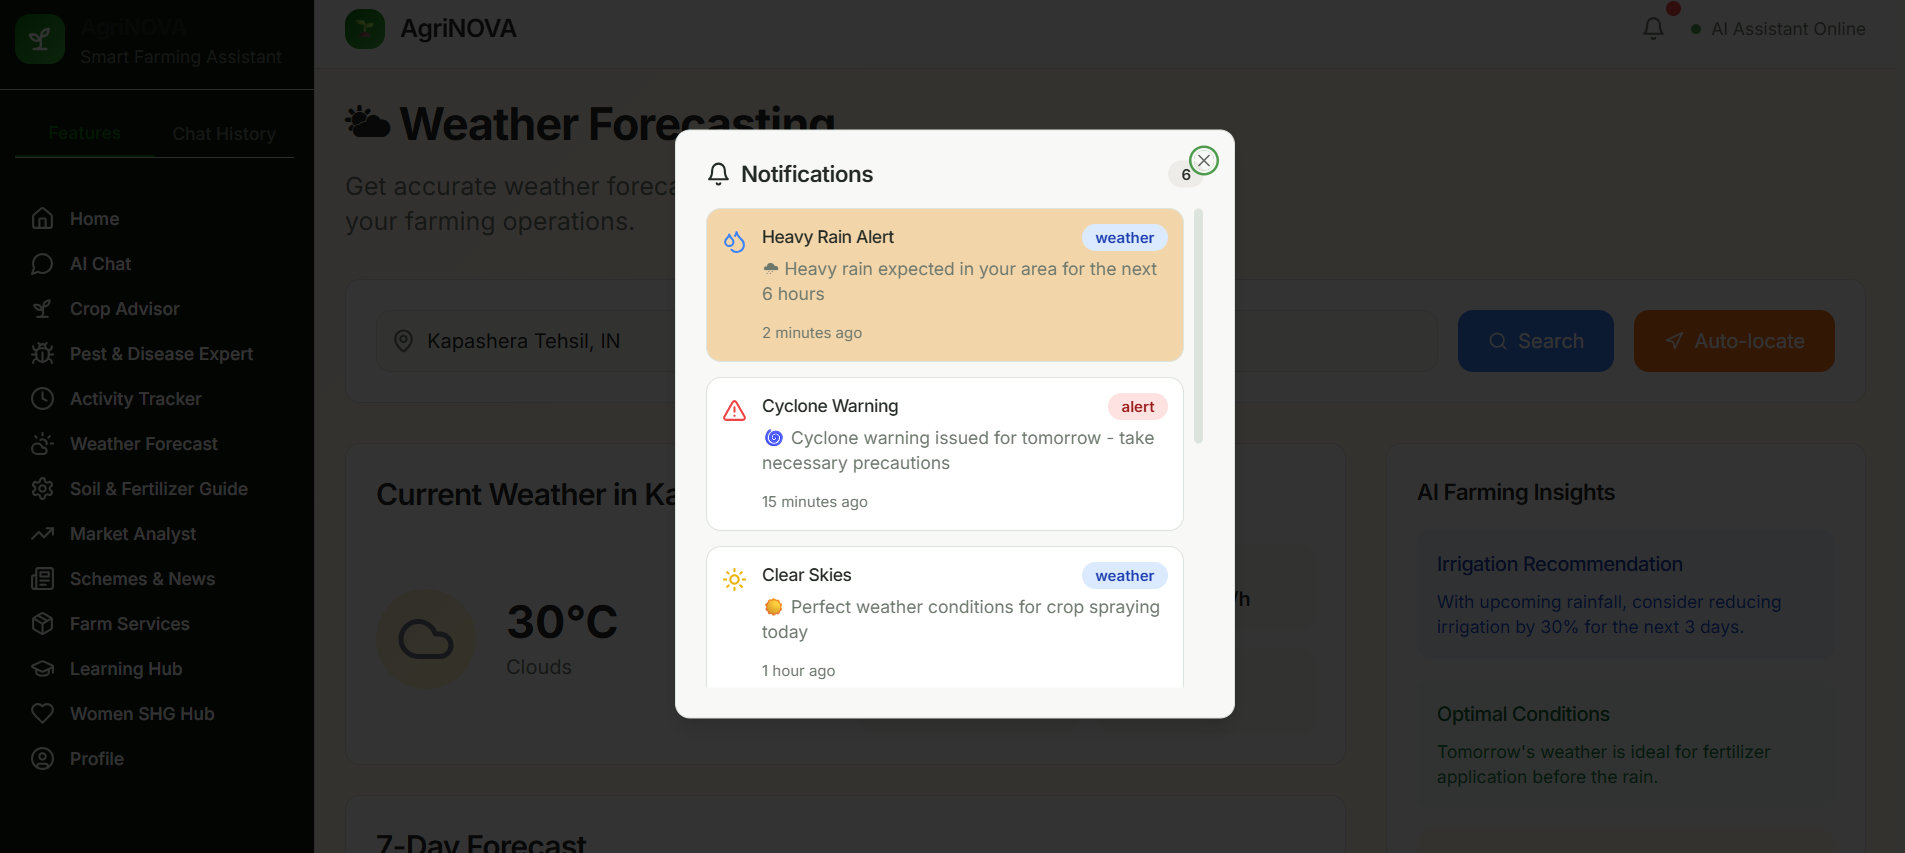 AgriNOVA
Smart Farming Assistant
Features
Chat History
Home
AI Chat
Crop Advisor
Pest & Disease Expert
Activity Tracker
Weather Forecast
Soil & Fertilizer Guide
Market Analyst
Schemes & News
Farm Services
Learning Hub
Women SHG Hub
Profile
AgriNOVA
AI Assistant Online
Weather Forecasting
Get accurate weather
your farming operations.
Kapashera Tehsil, IN
Search
Auto-locate
Current Weather in
30°C
Clouds
7-Day Forecast
Notifications
6
Heavy Rain Alert
weather
Heavy rain expected in your area for the next
6 hours
2 minutes ago
Cyclone Warning
alert
Cyclone warning issued for tomorrow - take
necessary precautions
15 minutes ago
Clear Skies
weather
Perfect weather conditions for crop spraying
today
1 hour ago
AI Farming Insights
Irrigation Recommendation
With upcoming rainfall, consider reducing
irrigation by 30% for the next 3 days.
Optimal Conditions
Tomorrow's weather is ideal for fertilizer
application before the rain.